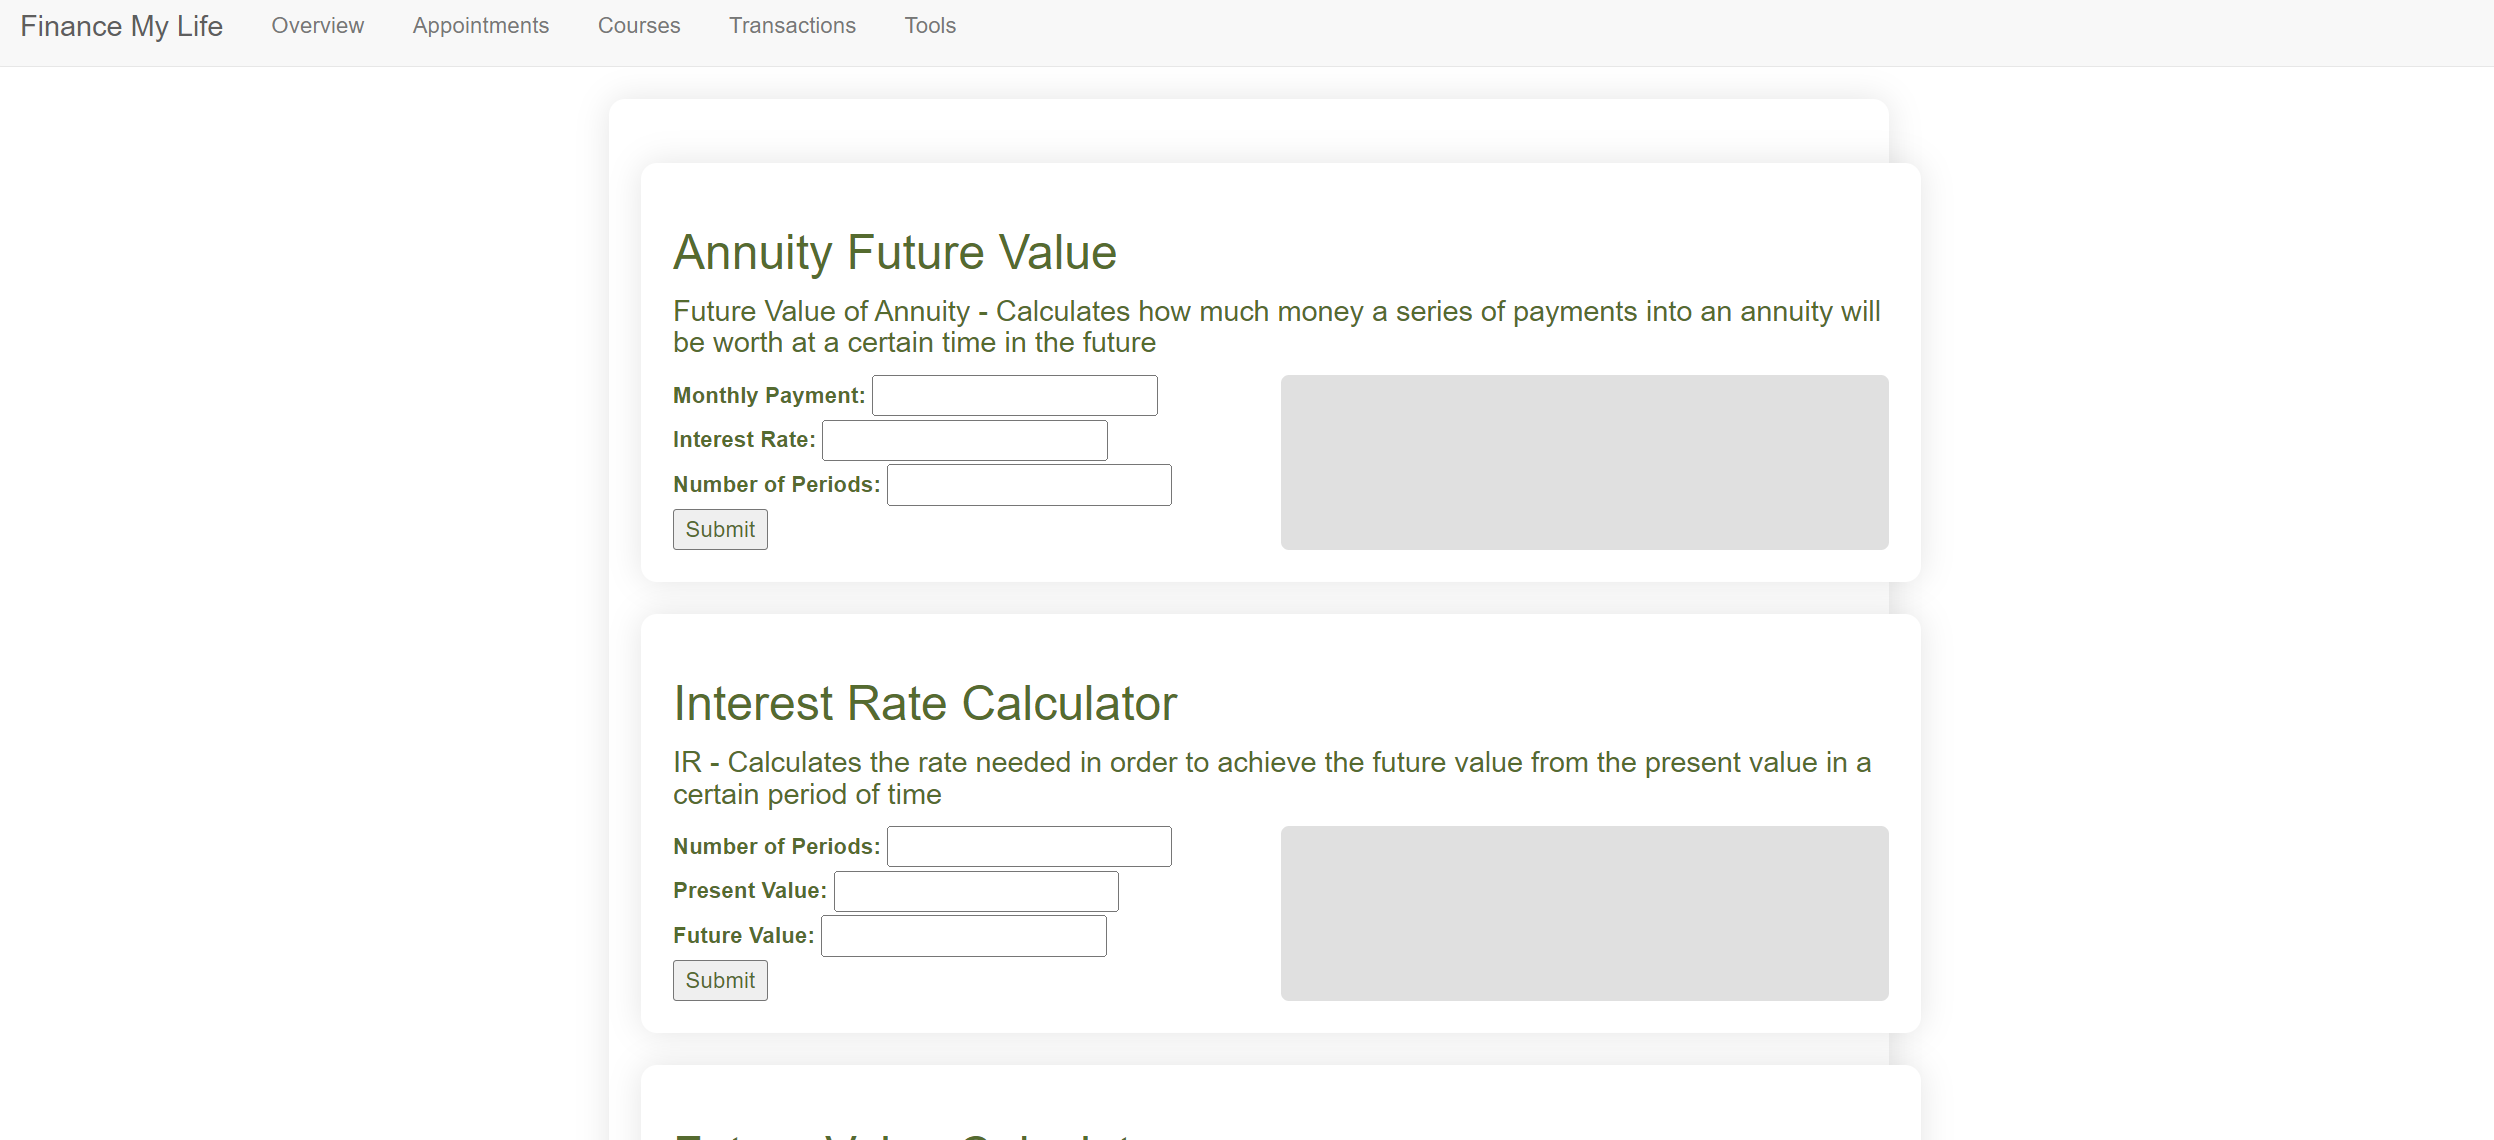 Finance My Life Overview Appointments Courses Transactions Tools
Annuity Future Value
Future Value of Annuity - Calculates how much money a series of payments into an annuity will
be worth at a certain time in the future
Monthly Payment:
Interest Rate:
Number of Periods:
Submit
Interest Rate Calculator
IR - Calculates the rate needed in order to achieve the future value from the present value in a
certain period of time
Number of Periods:
Present Value:
Future Value:
Submit